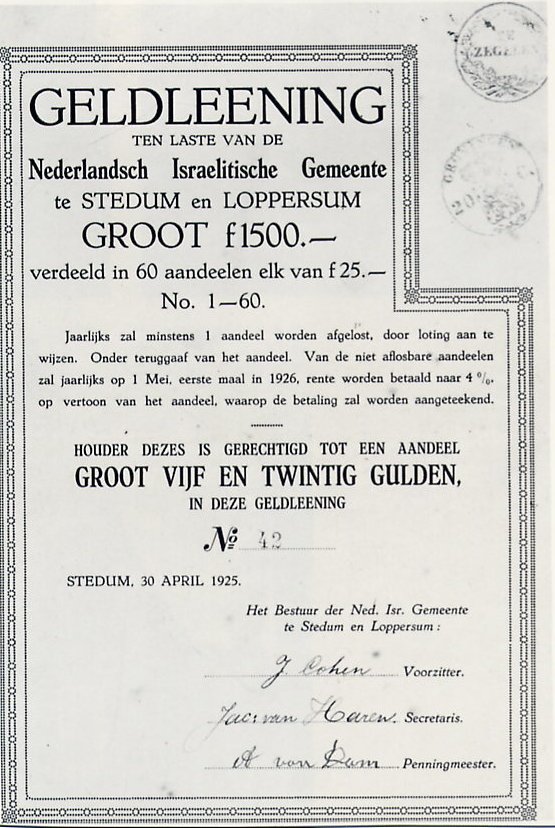 TE
ZEGELEN
GELDLEENING
TEN LASTE VAN DE
Nederlandsch Israelitische Gemeente
te STEDUM en LOPPERSUM
GROOT f1500.—
verdeeld in 60 aandeelen elk van f 25.—
No. 1—60.
Jaarlijks zal minstens 1 aandeel worden afgelost, door loting aan te
wijzen. Onder teruggaaf van het aandeel. Van de niet aflosbare aandeelen
zal jaarlijks op 1 Mei, eerste maal in 1926, rente worden betaald naar 4 %.
op vertoon van het aandeel, waarop de betaling zal worden aangeteekend.
HOUDER DEZES IS GERECHTIGD TOT EEN AANDEEL
GROOT VIJF EN TWINTIG GULDEN,
IN DEZE GELDLEENING
No 42
STEDUM, 30 APRIL 1925.
Het Bestuur der Ned. Isr. Gemeente
te Stedum en Loppersum :
J Cohen Voorzitter.
Jac: van Haren. Secretaris.
A van Dam Penningmeester.